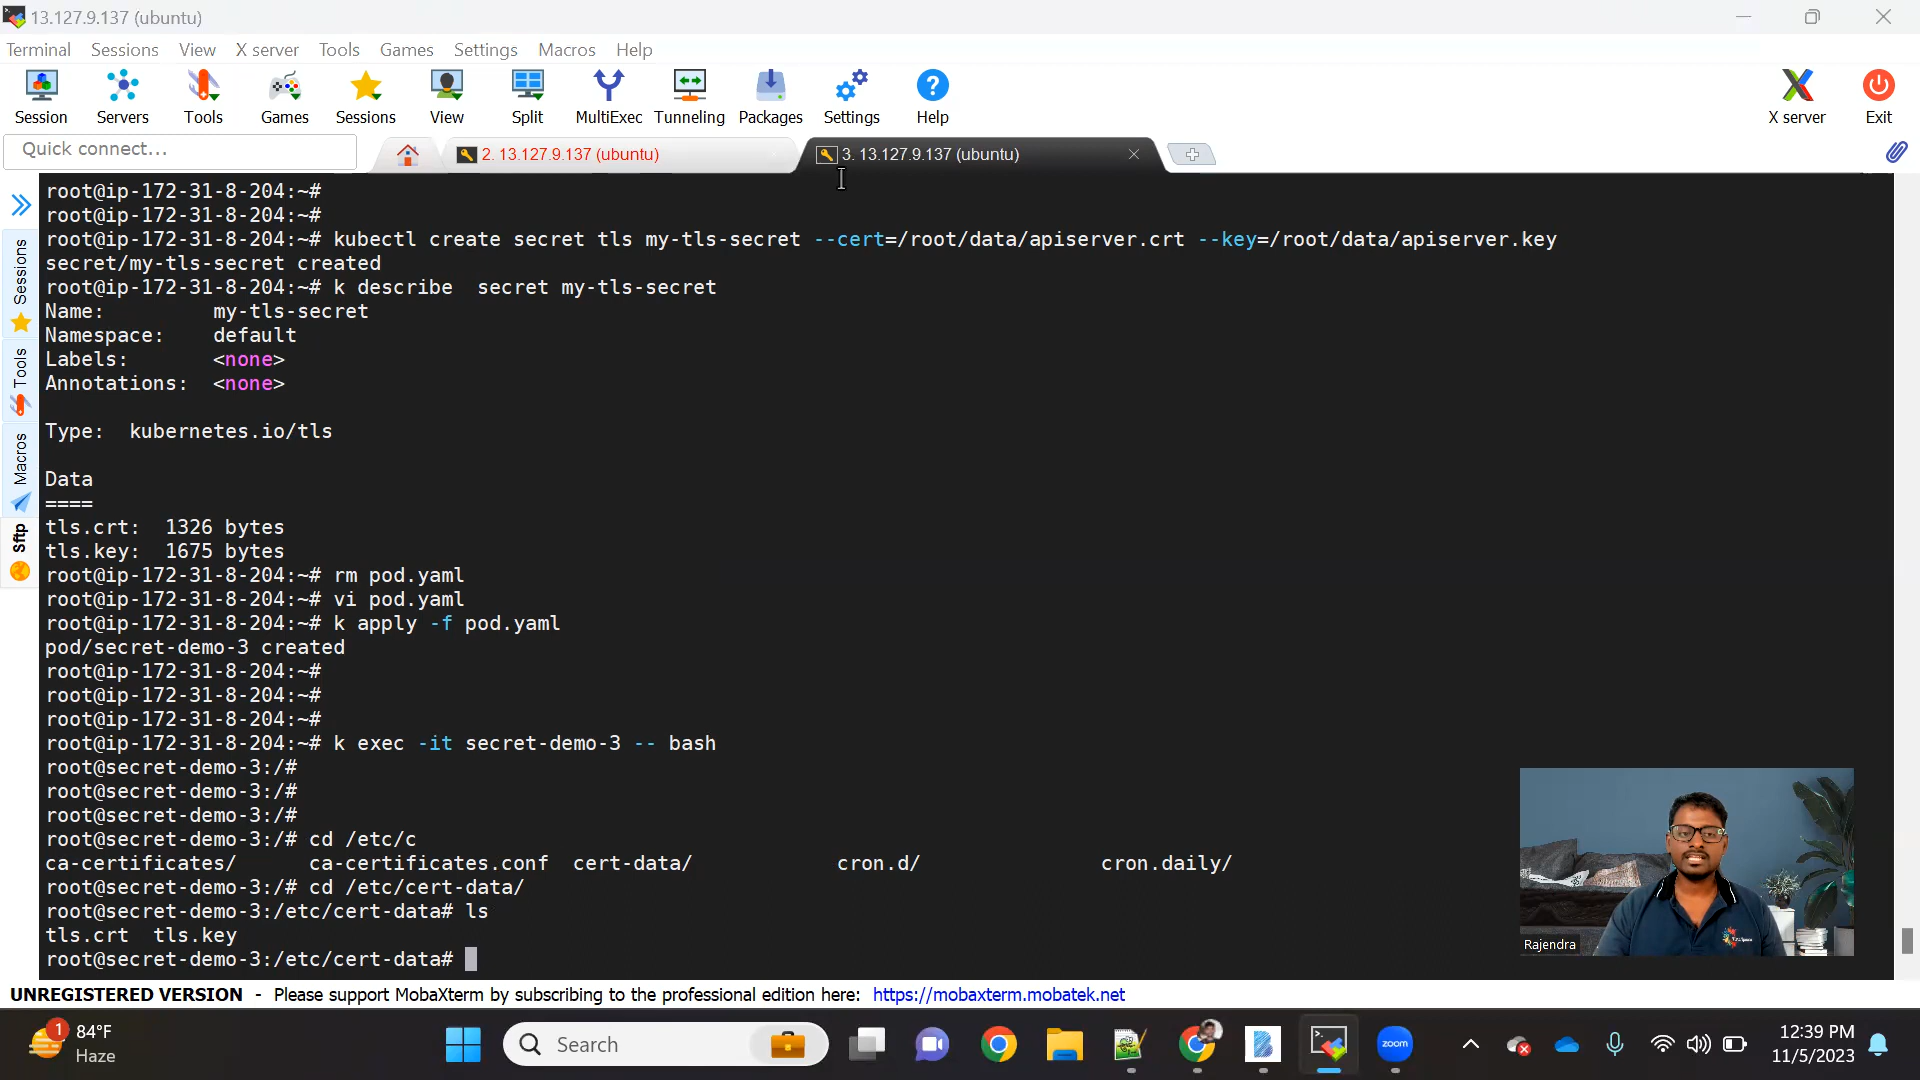 13.127.9.137 (ubuntu)
Terminal Sessions View X server Tools Games Settings Macros Help
Session Servers Tools Games Sessions View Split MultiExec Tunneling Packages Settings Help X server Exit
Quick connect...
2. 13.127.9.137 (ubuntu)
3. 13.127.9.137 (ubuntu)
Sessions
Tools
Macros
Sftp
root@ip-172-31-8-204:~#
root@ip-172-31-8-204:~#
root@ip-172-31-8-204:~# kubectl create secret tls my-tls-secret --cert=/root/data/apiserver.crt --key=/root/data/apiserver.key
secret/my-tls-secret created
root@ip-172-31-8-204:~# k describe  secret my-tls-secret
Name:         my-tls-secret
Namespace:    default
Labels:       <none>
Annotations:  <none>
Type:  kubernetes.io/tls
Data
====
tls.crt:  1326 bytes
tls.key:  1675 bytes
root@ip-172-31-8-204:~# rm pod.yaml
root@ip-172-31-8-204:~# vi pod.yaml
root@ip-172-31-8-204:~# k apply -f pod.yaml
pod/secret-demo-3 created
root@ip-172-31-8-204:~#
root@ip-172-31-8-204:~#
root@ip-172-31-8-204:~#
root@ip-172-31-8-204:~# k exec -it secret-demo-3 -- bash
root@secret-demo-3:/#
root@secret-demo-3:/#
root@secret-demo-3:/#
root@secret-demo-3:/# cd /etc/c
ca-certificates/      ca-certificates.conf  cert-data/            cron.d/               cron.daily/
root@secret-demo-3:/# cd /etc/cert-data/
root@secret-demo-3:/etc/cert-data# ls
tls.crt  tls.key
root@secret-demo-3:/etc/cert-data#
Rajendra
UNREGISTERED VERSION - Please support MobaXterm by subscribing to the professional edition here: https://mobaxterm.mobatek.net
1
84°F
Haze
Search
zoom
12:39 PM
11/5/2023